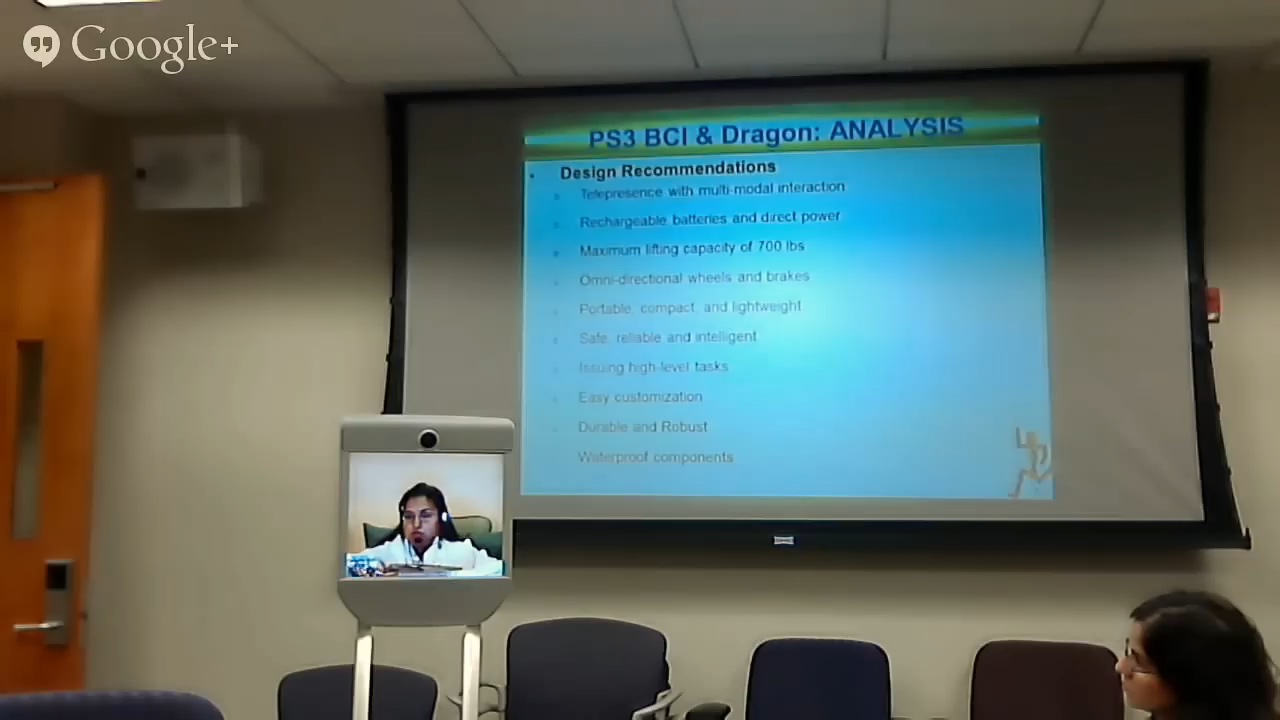 Google+
PS3 BCI & Dragon: ANALYSIS
Design Recommendations
Telepresence with multi-modal interaction
Rechargeable batteries and direct power
Maximum lifting capacity of 700 lbs
Omni-directional wheels and brakes
Portable, compact, and lightweight
Safe, reliable and intelligent
Issuing high-level tasks
Easy customization
Durable and Robust
Waterproof components